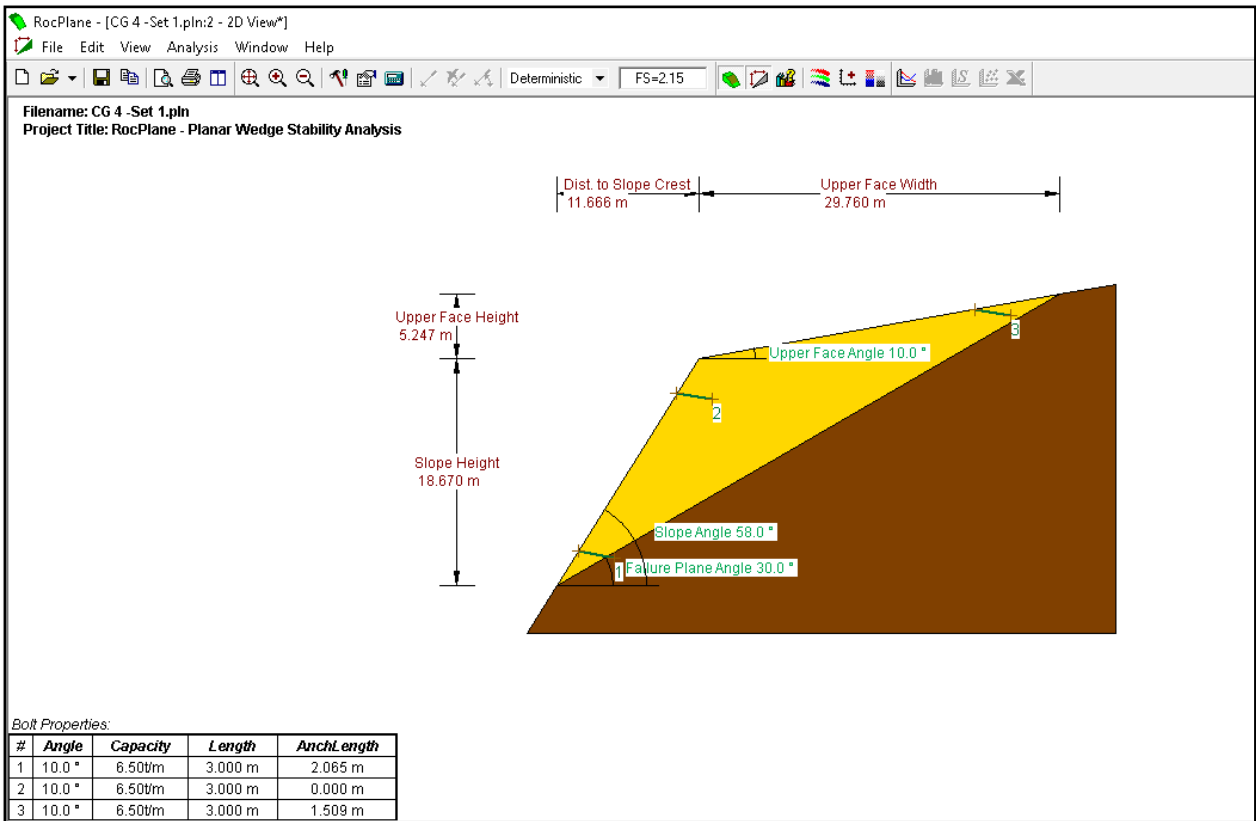 RocPlane - [CG 4 -Set 1.pln:2 - 2D View*]
File Edit View Analysis Window Help
Deterministic FS=2.15
Filename: CG 4 -Set 1.pln
Project Title: RocPlane - Planar Wedge Stability Analysis
Dist. to Slope Crest
11.666 m
Upper Face Width
29.760 m
Upper Face Height
5.247 m
Upper Face Angle 10.0 °
3
2
Slope Height
18.670 m
Slope Angle 58.0 °
1 Failure Plane Angle 30.0 °
Bolt Properties:
# Angle Capacity Length AnchLength
1 10.0 ° 6.50t/m 3.000 m 2.065 m
2 10.0 ° 6.50t/m 3.000 m 0.000 m
3 10.0 ° 6.50t/m 3.000 m 1.509 m